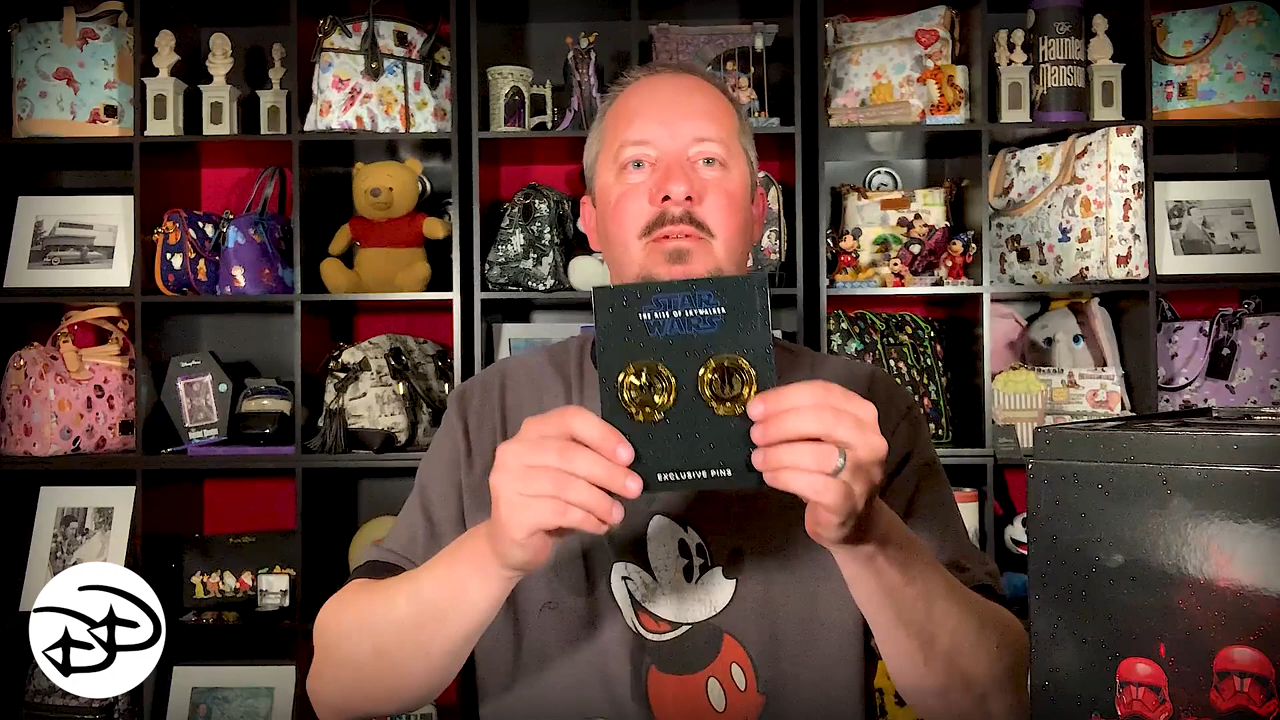 The
Haunted
Mansion
STAR
THE RISE OF SKYWALKER
WARS
EXCLUSIVE PINS